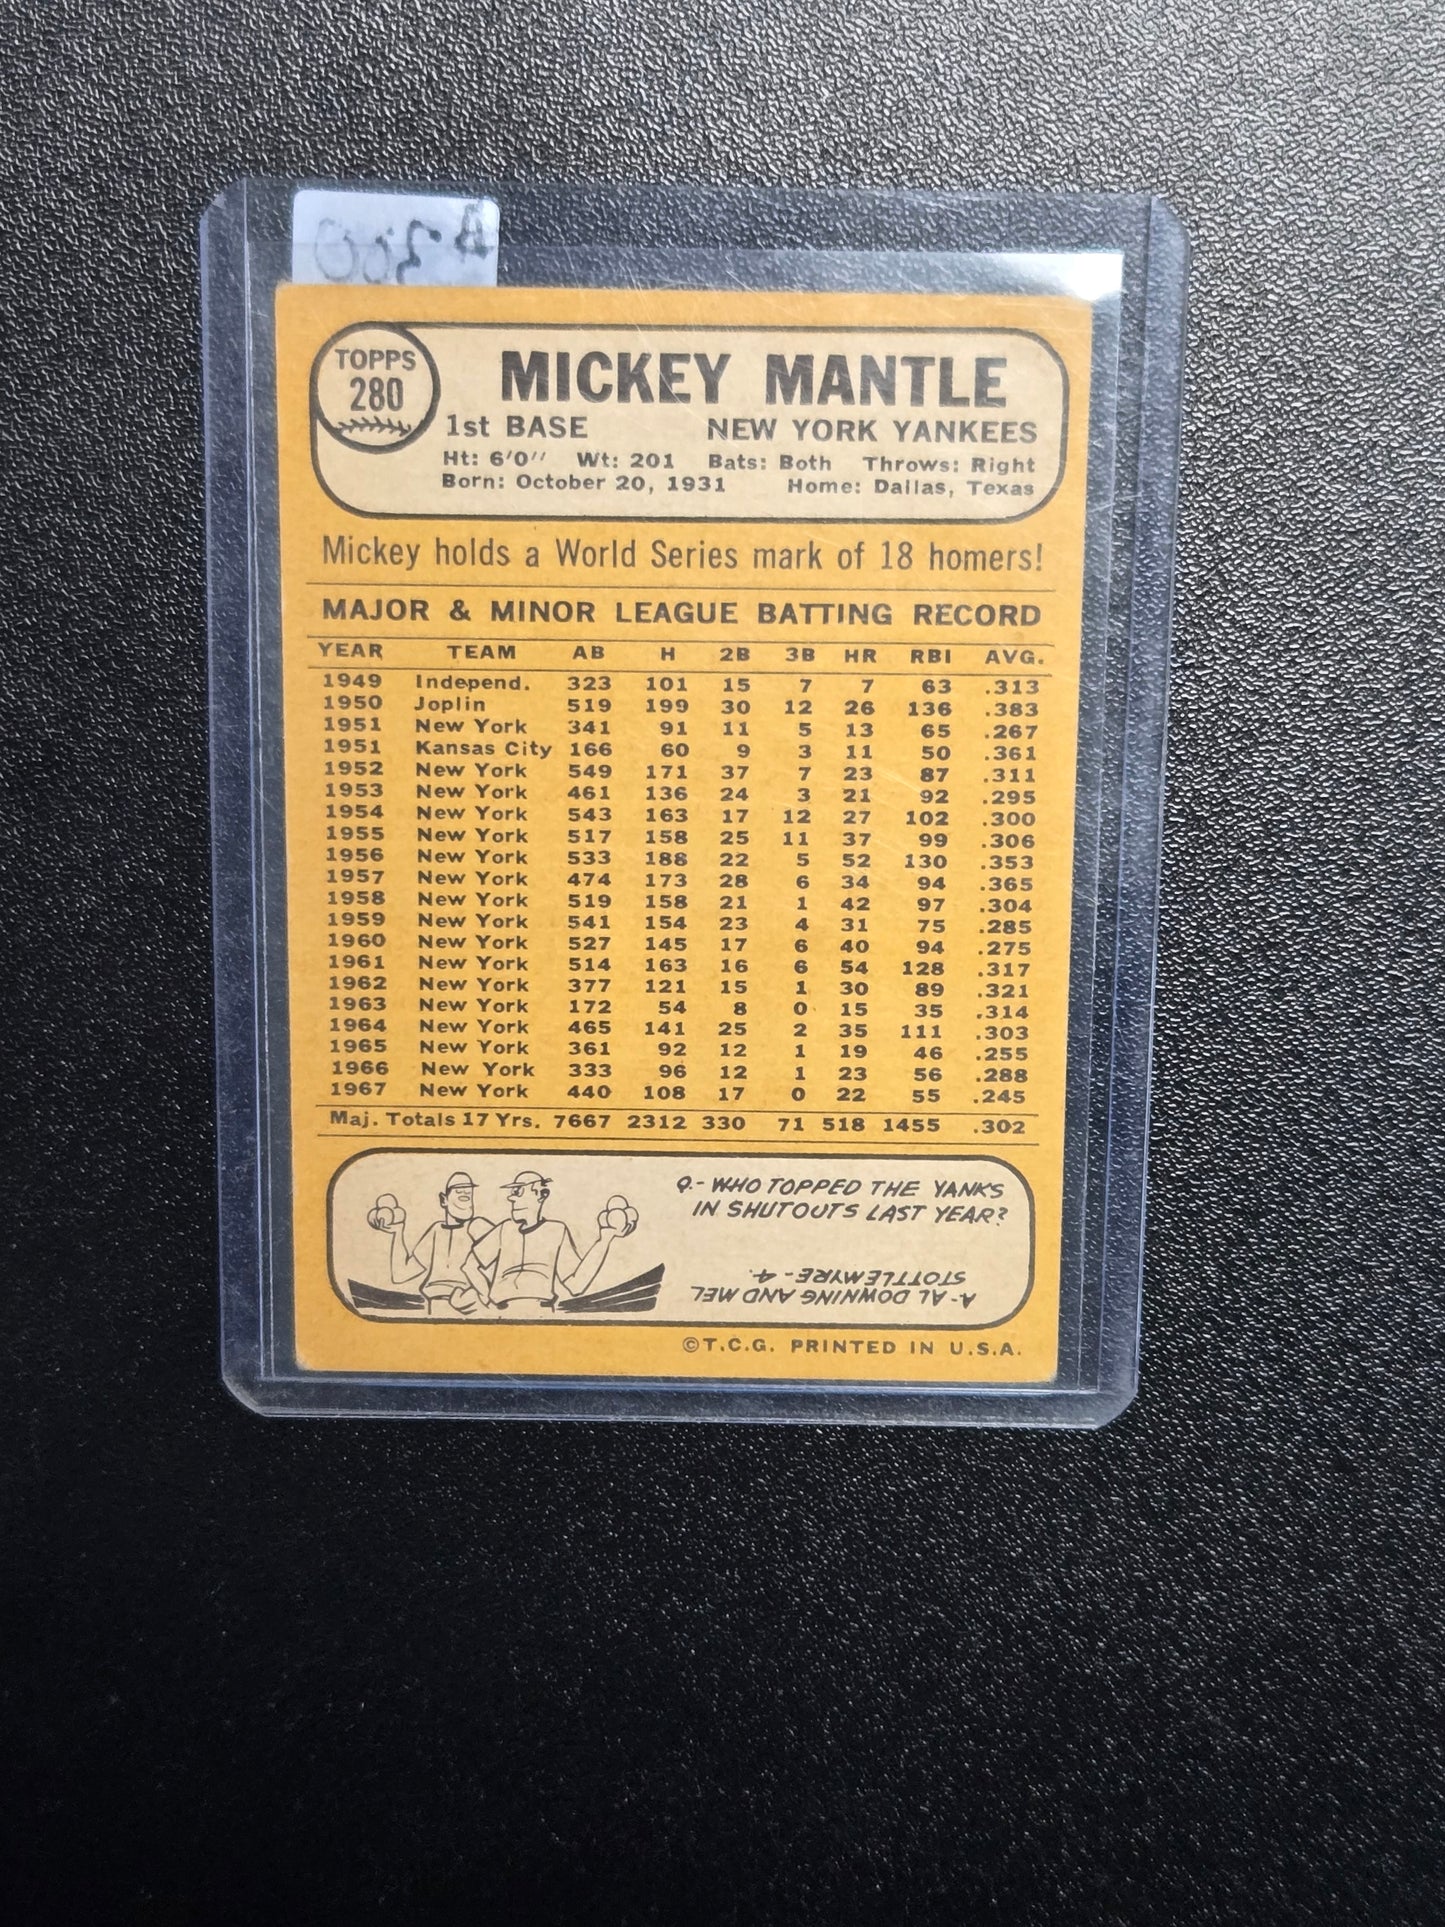 $300
TOPPS
280
MICKEY MANTLE
1st BASE NEW YORK YANKEES
Ht: 6'0'' Wt: 201 Bats: Both Throws: Right
Born: October 20, 1931 Home: Dallas, Texas
Mickey holds a World Series mark of 18 homers!
MAJOR & MINOR LEAGUE BATTING RECORD
YEAR TEAM AB H 2B 3B HR RBI AVG.
1949 Independ. 323 101 15 7 7 63 .313
1950 Joplin 519 199 30 12 26 136 .383
1951 New York 341 91 11 5 13 65 .267
1951 Kansas City 166 60 9 3 11 50 .361
1952 New York 549 171 37 7 23 87 .311
1953 New York 461 136 24 3 21 92 .295
1954 New York 543 163 17 12 27 102 .300
1955 New York 517 158 25 11 37 99 .306
1956 New York 533 188 22 5 52 130 .353
1957 New York 474 173 28 6 34 94 .365
1958 New York 519 158 21 1 42 97 .304
1959 New York 541 154 23 4 31 75 .285
1960 New York 527 145 17 6 40 94 .275
1961 New York 514 163 16 6 54 128 .317
1962 New York 377 121 15 1 30 89 .321
1963 New York 172 54 8 0 15 35 .314
1964 New York 465 141 25 2 35 111 .303
1965 New York 361 92 12 1 19 46 .255
1966 New York 333 96 12 1 23 56 .288
1967 New York 440 108 17 0 22 55 .245
Maj. Totals 17 Yrs. 7667 2312 330 71 518 1455 .302
Q.- WHO TOPPED THE YANKS
IN SHUTOUTS LAST YEAR?
A- AL DOWNING AND MEL
STOTTLEMYRE - 4.
©T.C.G. PRINTED IN U.S.A.